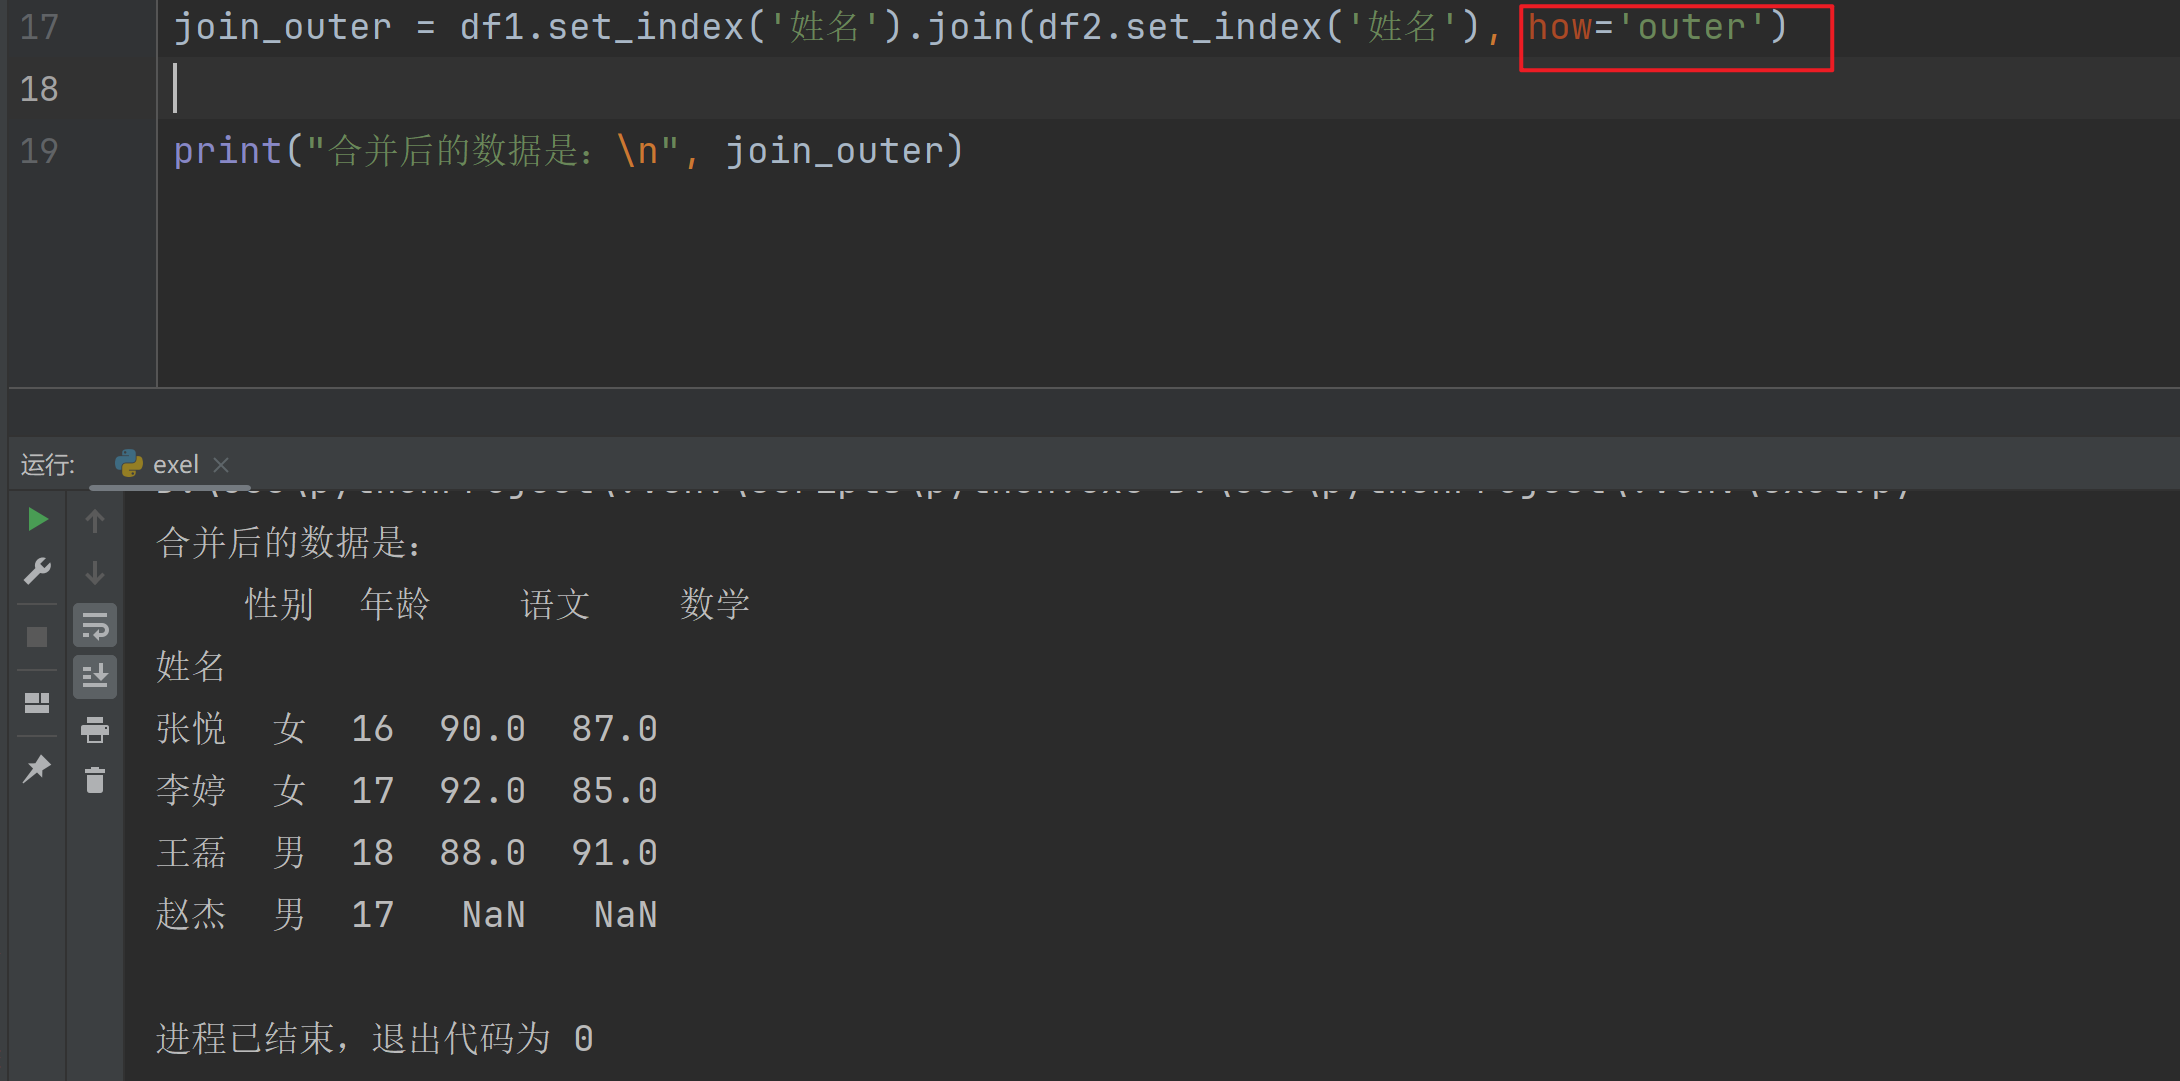 17 join_outer = df1.set_index('姓名').join(df2.set_index('姓名'), how='outer')
18
19 print("合并后的数据是：\n", join_outer)
运行: exel
合并后的数据是：
性别 年龄 语文 数学
姓名
张悦 女 16 90.0 87.0
李婷 女 17 92.0 85.0
王磊 男 18 88.0 91.0
赵杰 男 17 NaN NaN
进程已结束，退出代码为 0